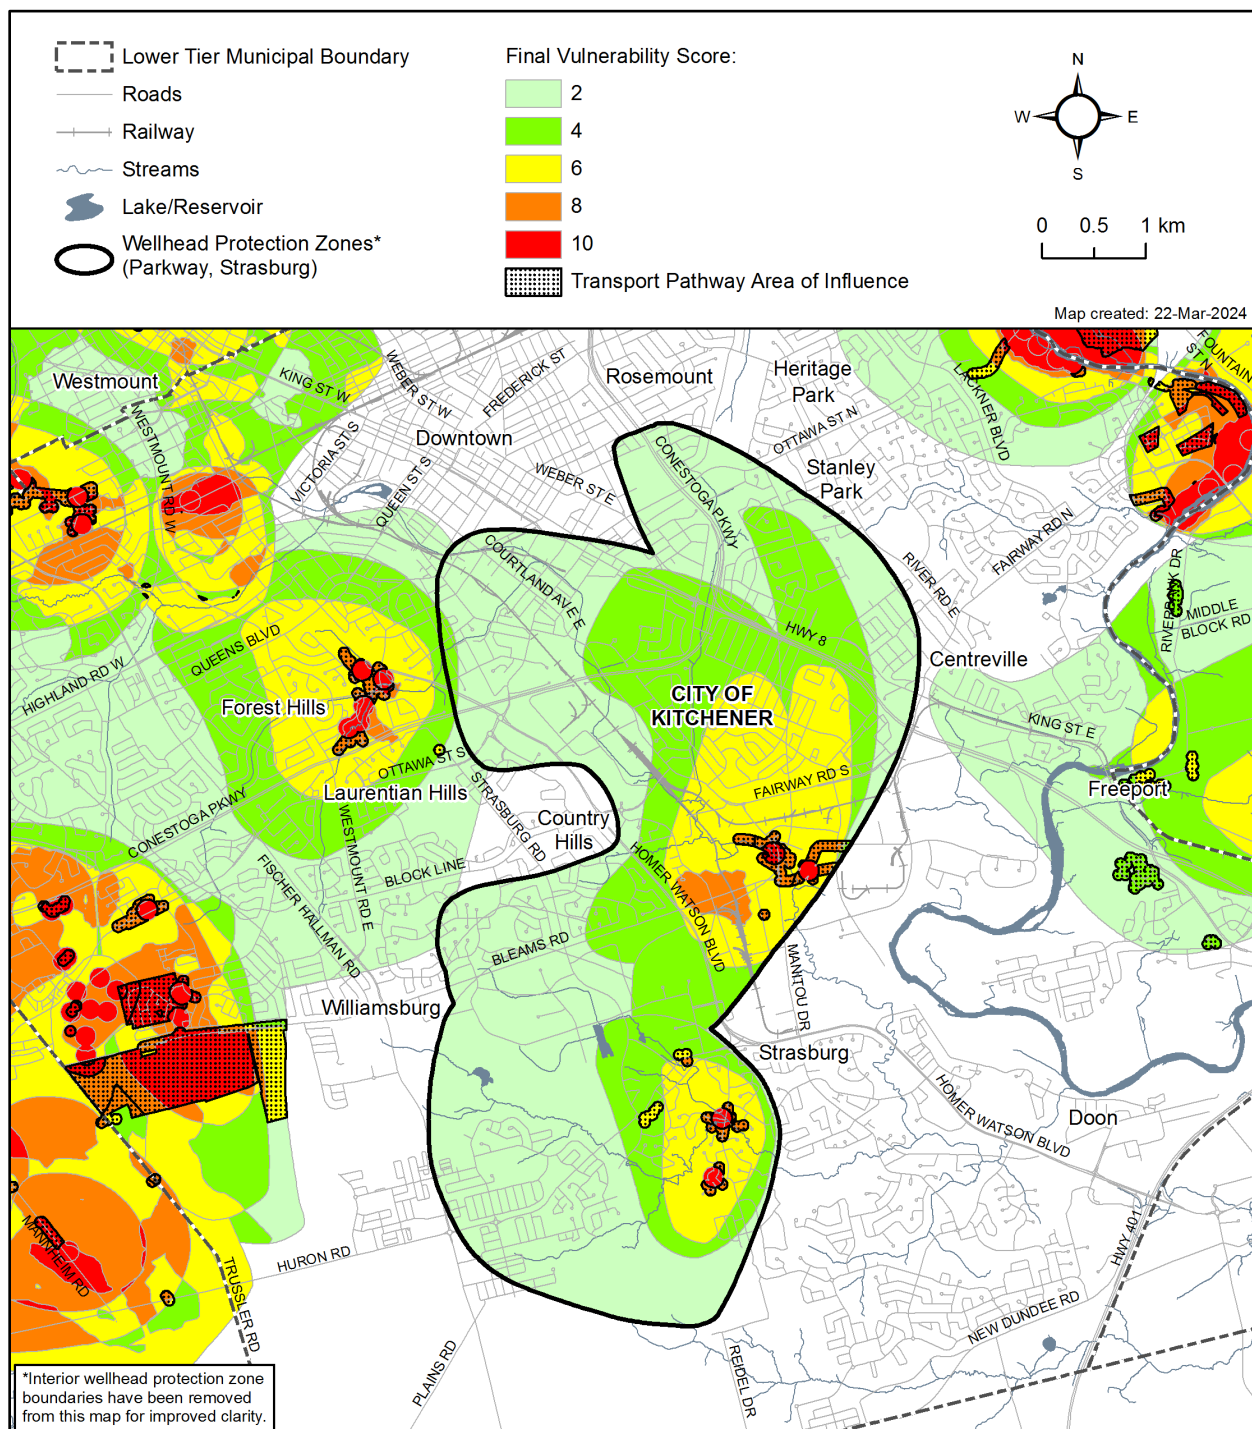 Lower Tier Municipal Boundary
Roads
Railway
Streams
Lake/Reservoir
Wellhead Protection Zones*
(Parkway, Strasburg)
Final Vulnerability Score:
2
4
6
8
10
Transport Pathway Area of Influence
N
W
E
S
0 0.5 1 km
Map created: 22-Mar-2024
Westmount
KING ST W
WEBER ST W
FREDERICK ST
Rosemount
Heritage
Park
LACKNER BLVD
FOUNTAIN
ST N
WESTMOUNT RD W
VICTORIA ST S
Downtown
QUEEN ST S
WEBER ST E
CONESTOGA PKWY
OTTAWA ST N
Stanley
Park
FAIRWAY RD N
RIVER RD E
RIVERBANK DR
MIDDLE
BLOCK RD
COURTLAND AVE E
HWY 8
HIGHLAND RD W
QUEENS BLVD
Forest Hills
Centreville
CITY OF
KITCHENER
KING ST E
OTTAWA ST S
Laurentian Hills
FAIRWAY RD S
Freeport
CONESTOGA PKWY
WESTMOUNT RD E
STRASBURG RD
Country
Hills
BLOCK LINE
HOMER WATSON BLVD
FISCHER HALLMAN RD
BLEAMS RD
MANITOU DR
Williamsburg
Strasburg
HOMER WATSON BLVD
Doon
HWY 401
MANNHEIM RD
TRUSSLER RD
HURON RD
PLAINS RD
REIDEL DR
NEW DUNDEE RD
*Interior wellhead protection zone
boundaries have been removed
from this map for improved clarity.